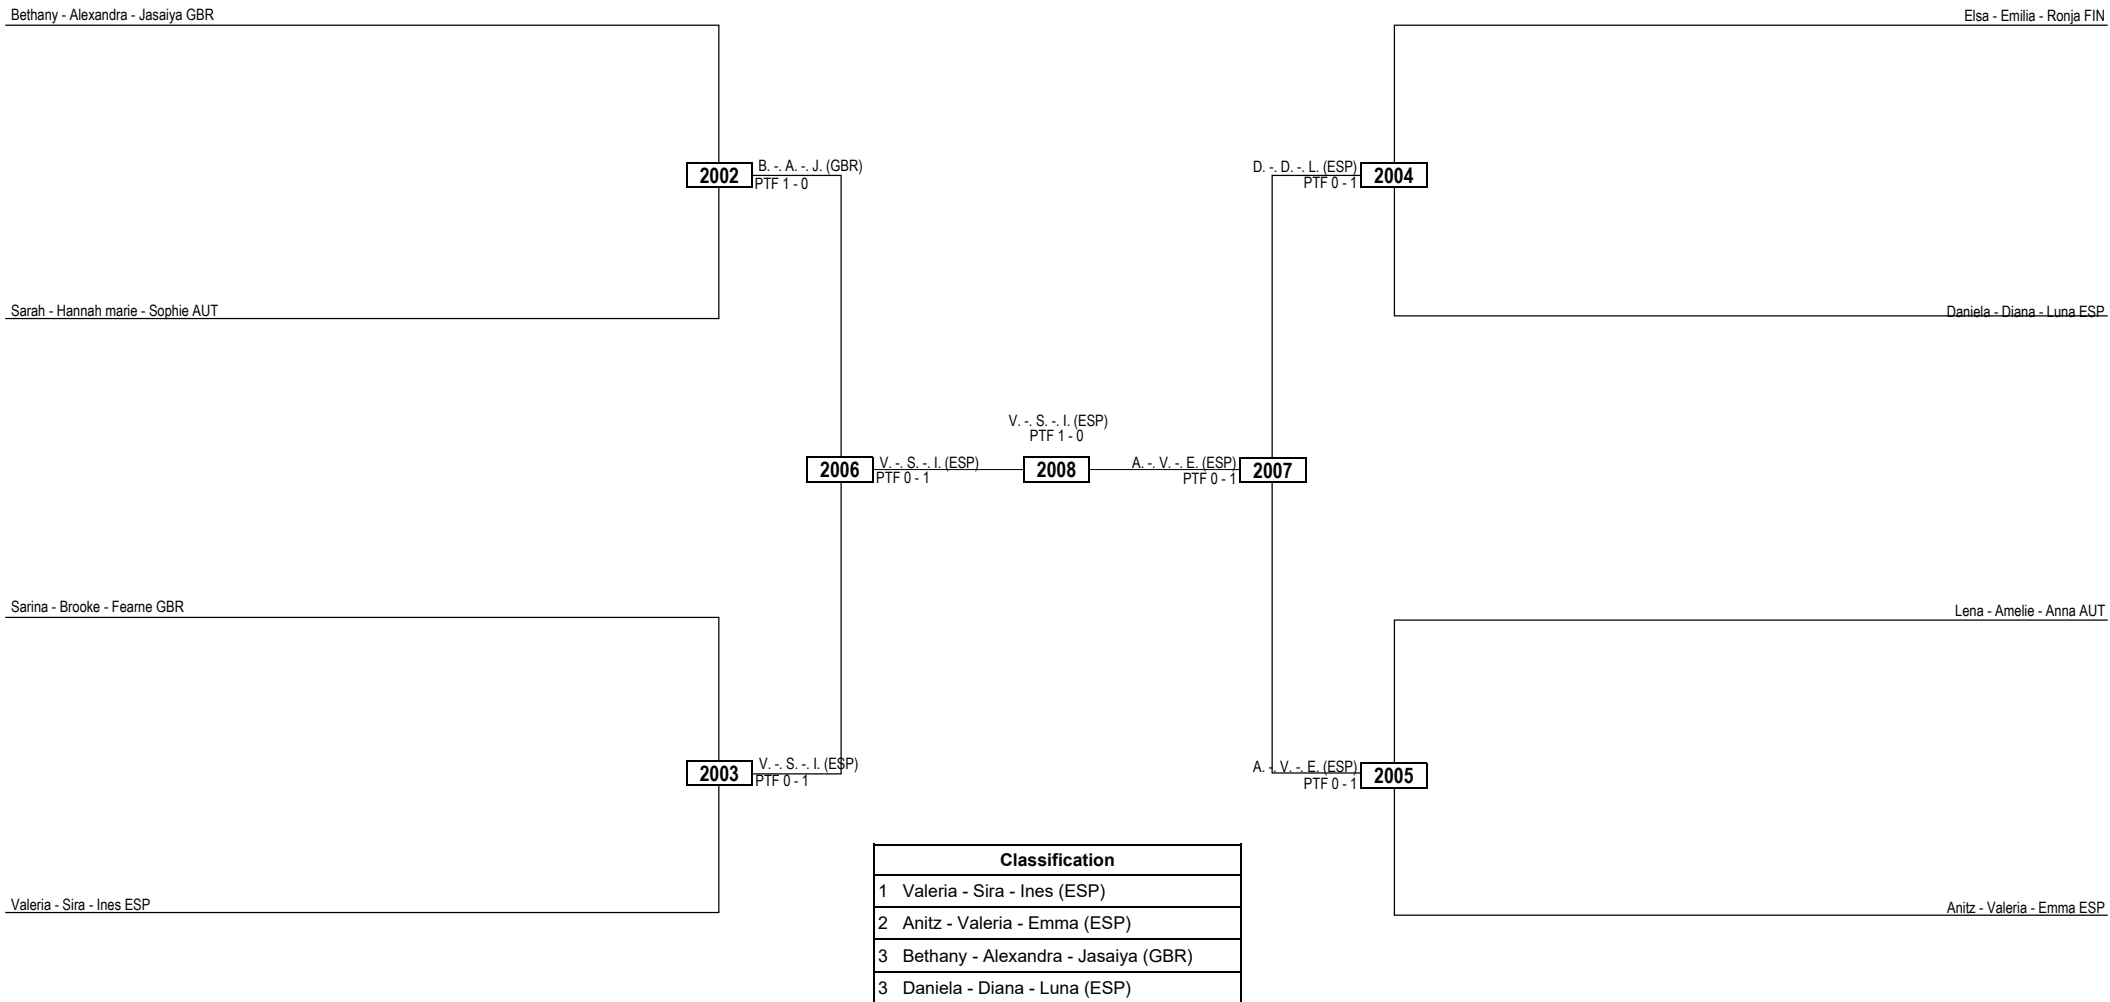 Bethany - Alexandra - Jasaiya GBR
Elsa - Emilia - Ronja FIN
2002
B. -. A. -. J. (GBR)
PTF 1 - 0
D. -. D. -. L. (ESP)
PTF 0 - 1
2004
Sarah - Hannah marie - Sophie AUT
Daniela - Diana - Luna ESP
V. -. S. -. I. (ESP)
PTF 1 - 0
2006
V. -. S. -. I. (ESP)
PTF 0 - 1
2008
A. -. V. -. E. (ESP)
PTF 0 - 1
2007
Sarina - Brooke - Fearne GBR
Lena - Amelie - Anna AUT
2003
V. -. S. -. I. (ESP)
PTF 0 - 1
A. -. V. -. E. (ESP)
PTF 0 - 1
2005
Valeria - Sira - Ines ESP
Anitz - Valeria - Emma ESP
Classification
1 Valeria - Sira - Ines (ESP)
2 Anitz - Valeria - Emma (ESP)
3 Bethany - Alexandra - Jasaiya (GBR)
3 Daniela - Diana - Luna (ESP)